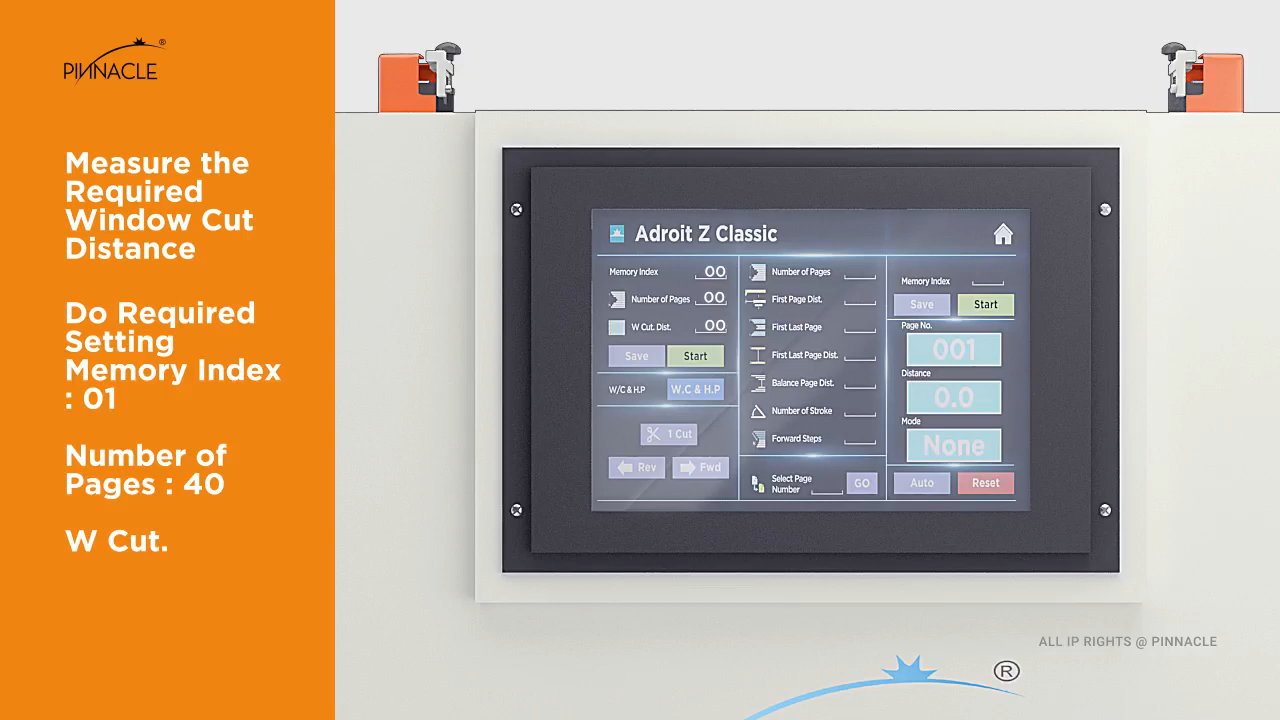 PINNACLE ®
Measure the
Required
Window Cut
Distance
Do Required
Setting
Memory Index
: 01
Number of
Pages : 40
W Cut.
Adroit Z Classic
Memory Index 00
Number of Pages 00
W Cut. Dist. 00
Save Start
W/C & H.P W.C & H.P
1 Cut
Rev Fwd
Number of Pages
First Page Dist.
First Last Page
First Last Page Dist.
Balance Page Dist.
Number of Stroke
Forward Steps
Select Page
Number GO
Memory Index
Save Start
Page No.
001
Distance
0.0
Mode
None
Auto Reset
ALL IP RIGHTS @ PINNACLE
®